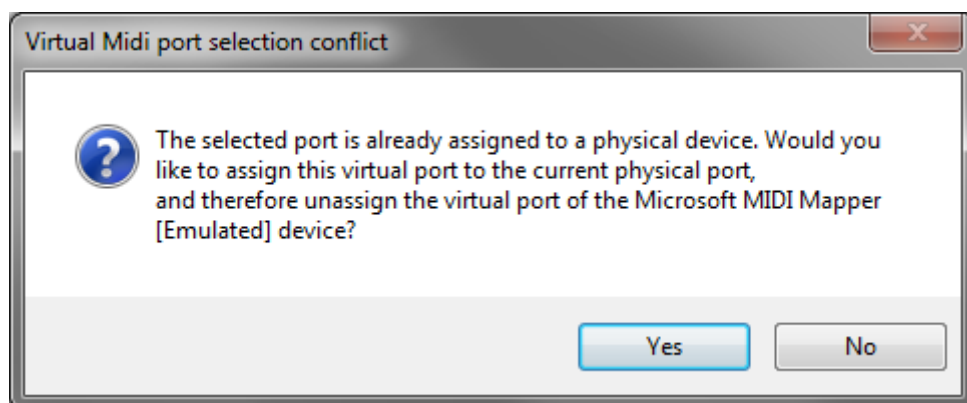 Virtual Midi port selection conflict
The selected port is already assigned to a physical device. Would you
like to assign this virtual port to the current physical port,
and therefore unassign the virtual port of the Microsoft MIDI Mapper
[Emulated] device?
Yes
No